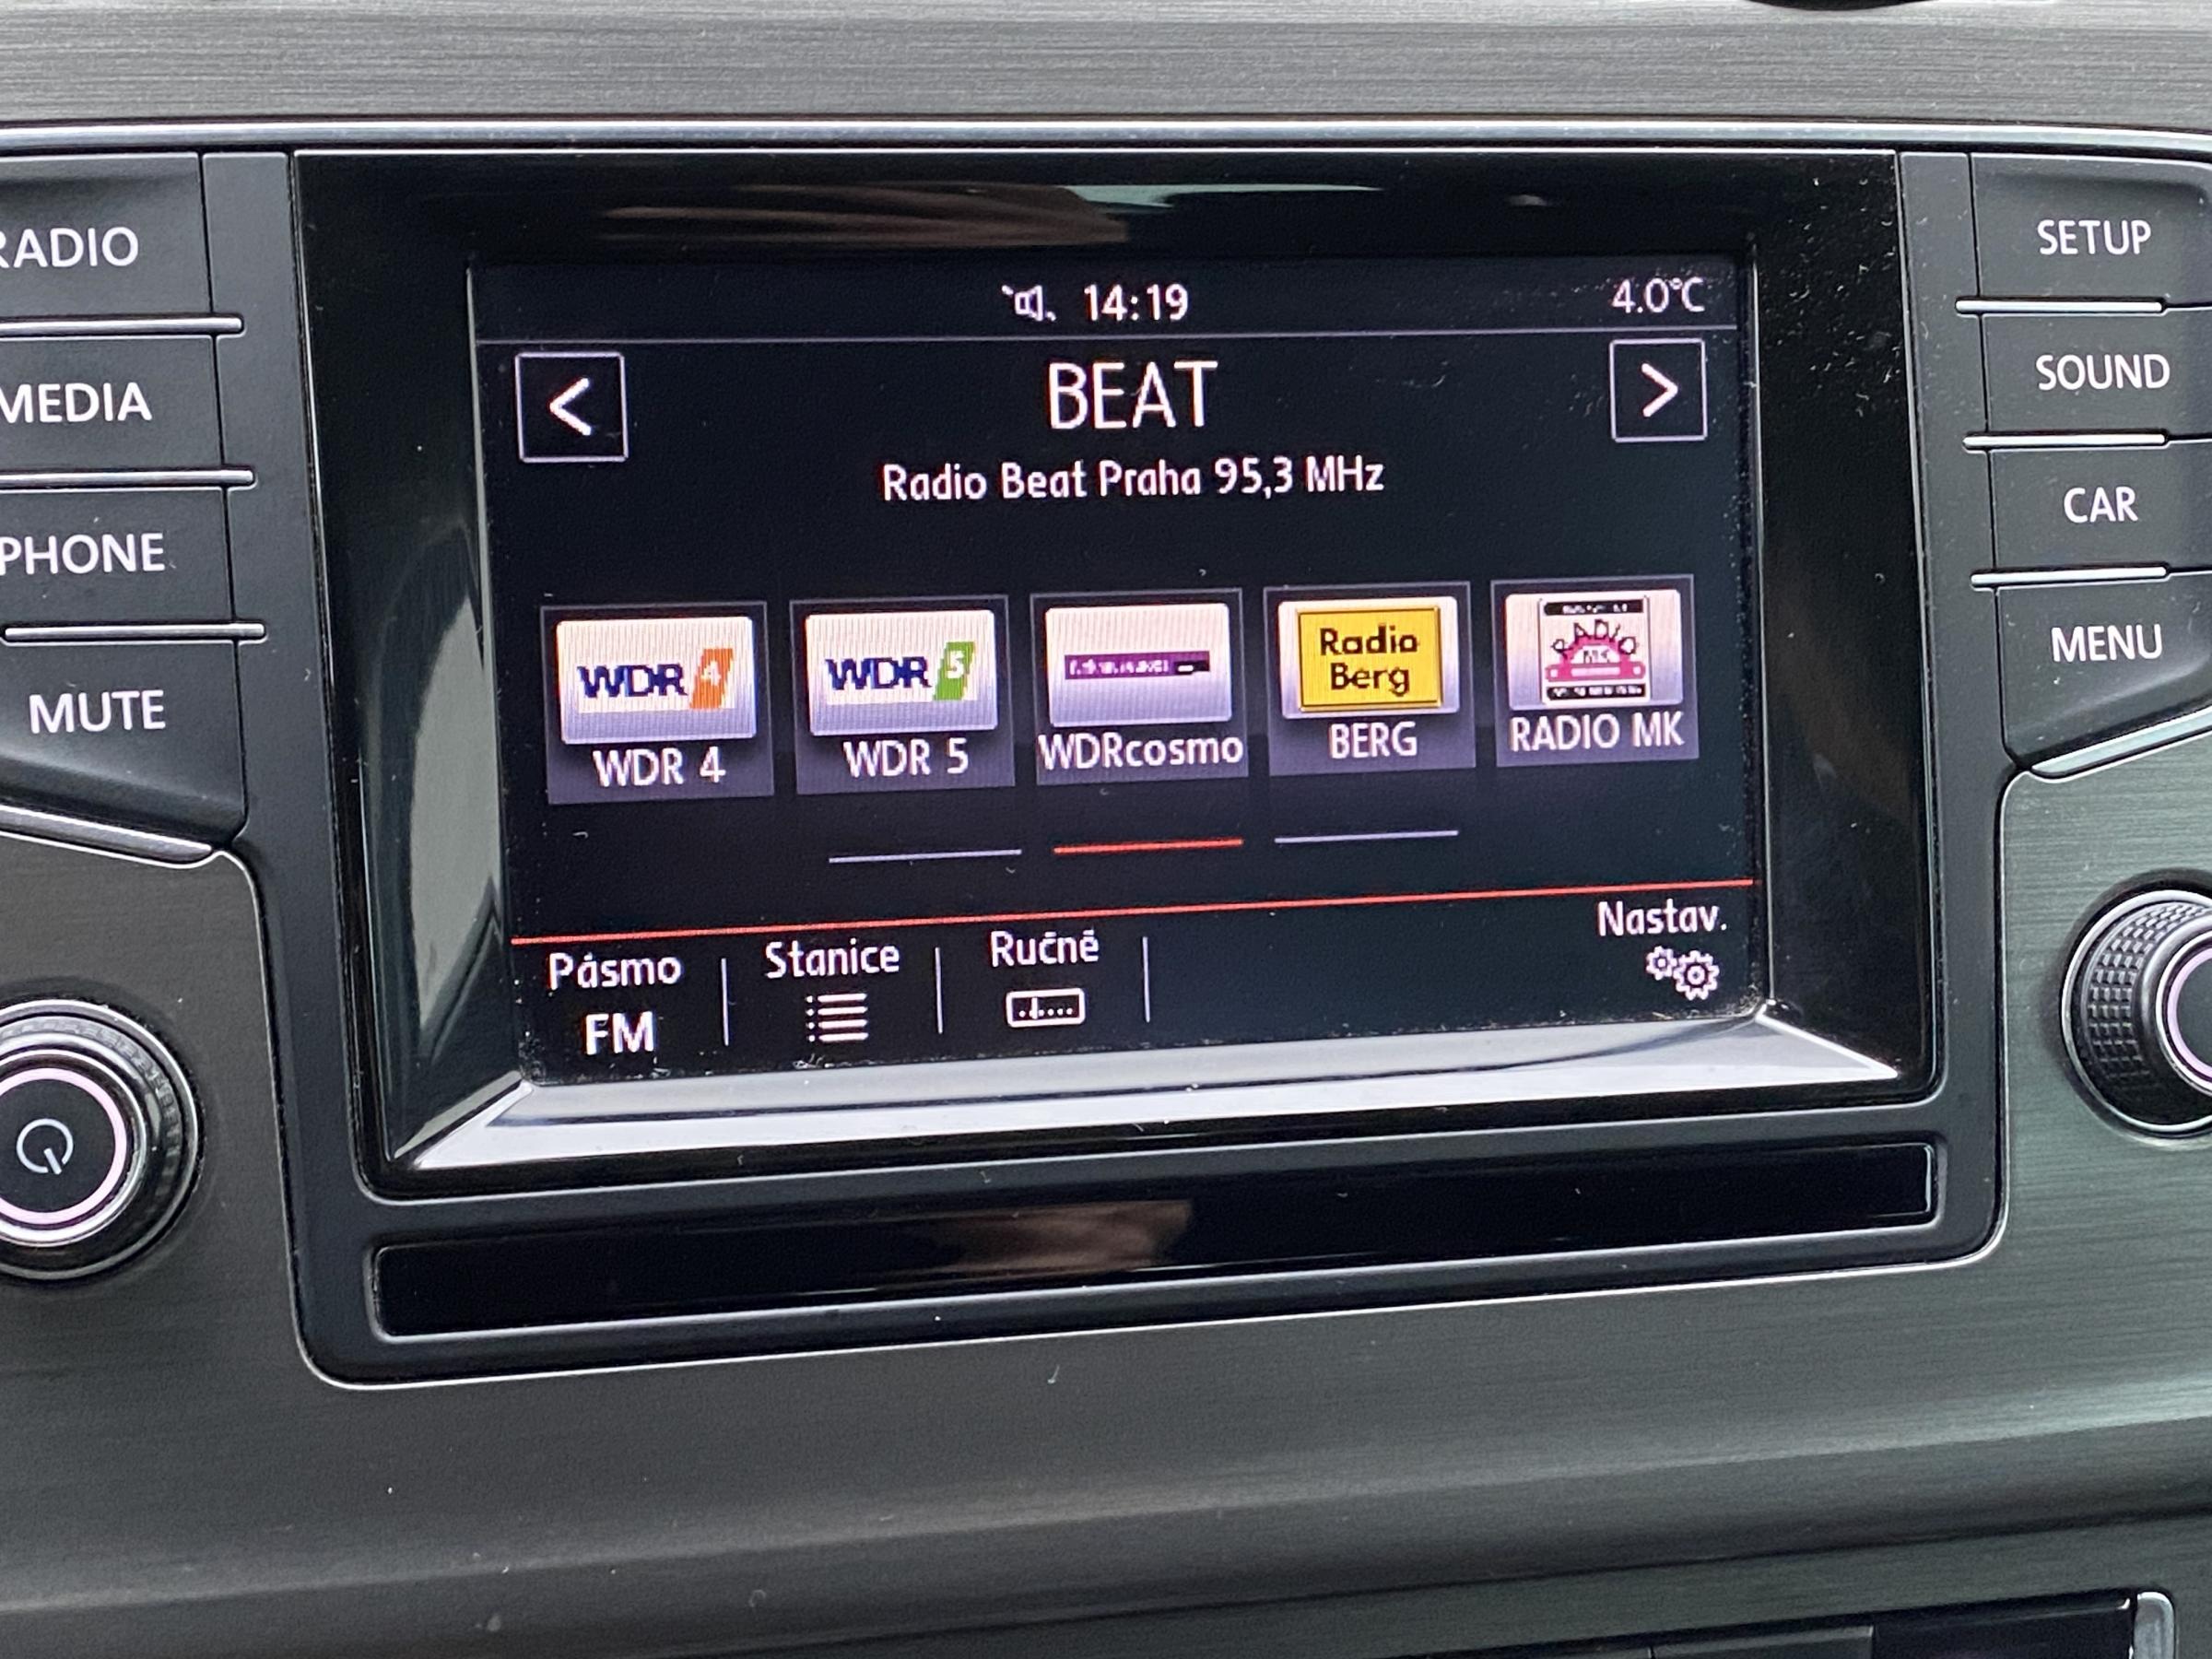 RADIO
MEDIA
PHONE
MUTE
14:19
4.0°C
<
BEAT
>
Radio Beat Praha 95,3 MHz
WDR 4
WDR 5
Radio
Berg
RADIO
MK
WDR 4
WDR 5
WDRcosmo
BERG
RADIO MK
Pásmo
FM
Stanice
Ručně
Nastav.
SETUP
SOUND
CAR
MENU